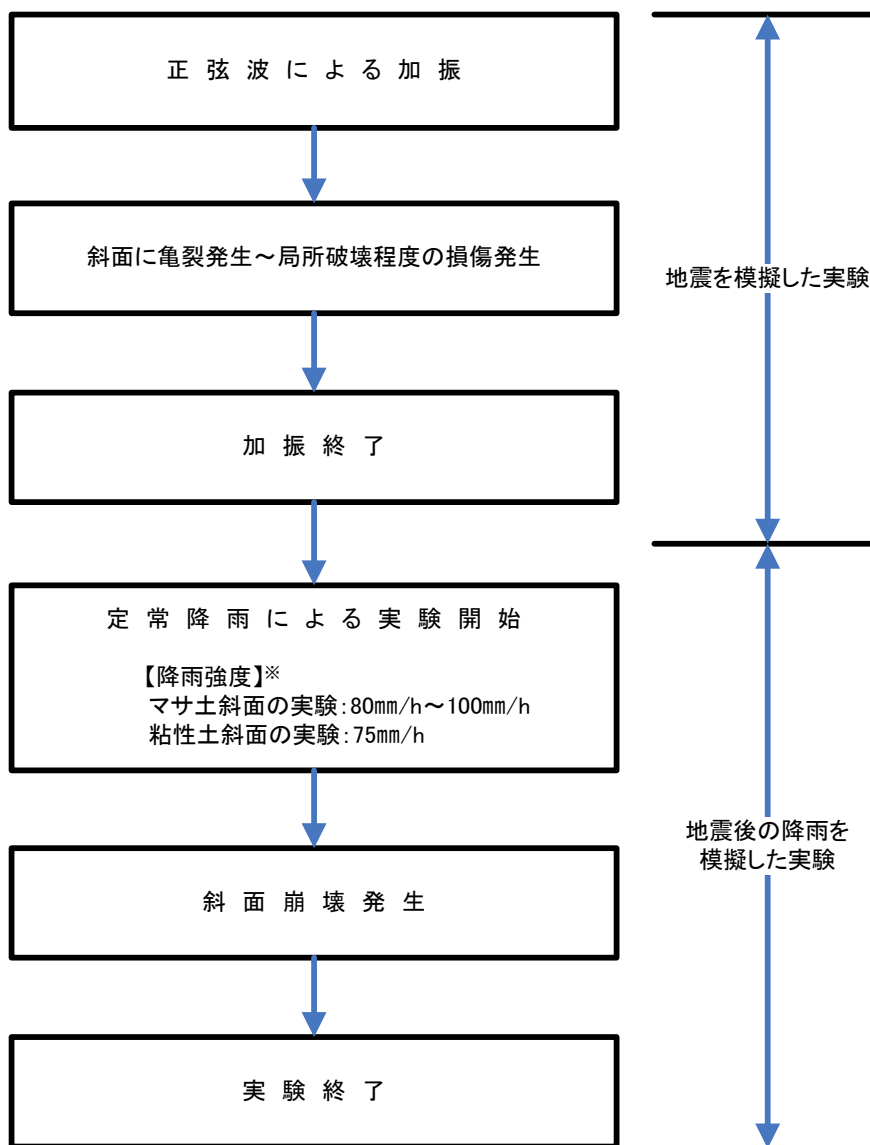 正弦波による加振
斜面に亀裂発生～局所破壊程度の損傷発生
地震を模擬した実験
加振終了
定常降雨による実験開始
【降雨強度】※
マサ土斜面の実験:80mm/h～100mm/h
粘性土斜面の実験:75mm/h
地震後の降雨を
模擬した実験
斜面崩壊発生
実験終了